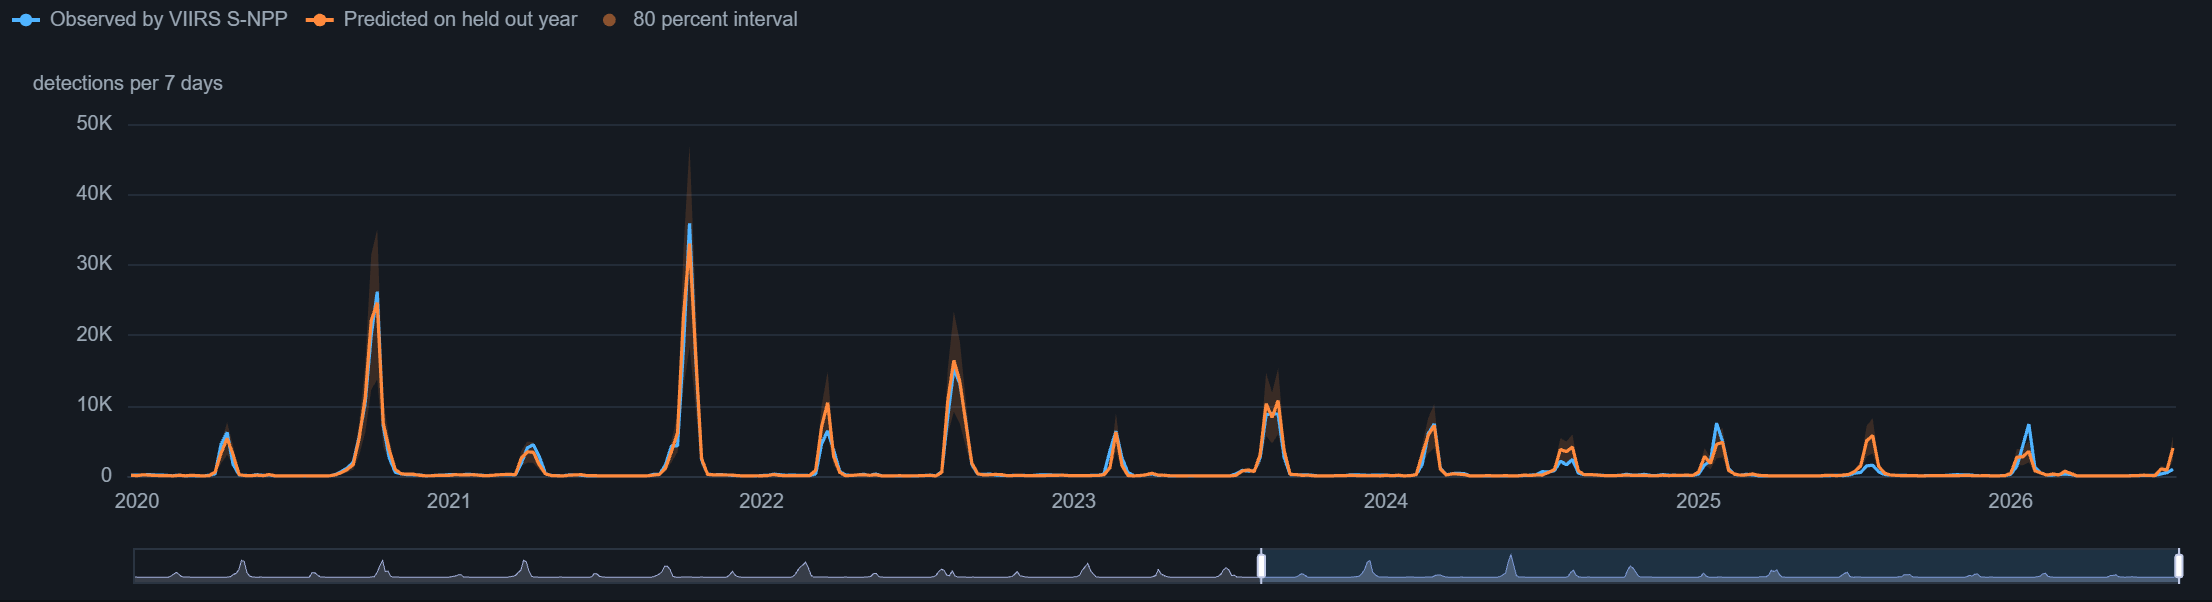 Observed by VIIRS S-NPP Predicted on held out year 80 percent interval
detections per 7 days
50K
40K
30K
20K
10K
0
2020 2021 2022 2023 2024 2025 2026